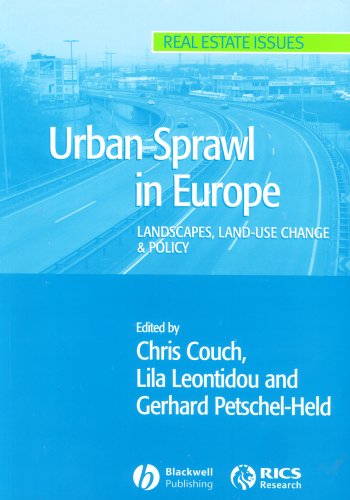 REAL ESTATE ISSUES
Urban Sprawl
in Europe
LANDSCAPES, LAND-USE CHANGE
& POLICY
Edited by
Chris Couch,
Lila Leontidou and
Gerhard Petschel-Held
Blackwell
Publishing
RICS
Research